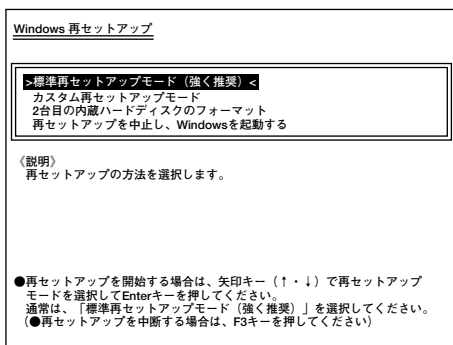 Windows 再セットアップ
>標準再セットアップモード（強く推奨）<
カスタム再セットアップモード
2台目の内蔵ハードディスクのフォーマット
再セットアップを中止し、Windowsを起動する
《説明》
再セットアップの方法を選択します。
●再セットアップを開始する場合は、矢印キー（↑・↓）で再セットアップ
モードを選択してEnterキーを押してください。
通常は、「標準再セットアップモード（強く推奨）」を選択してください。
（●再セットアップを中断する場合は、F3キーを押してください）